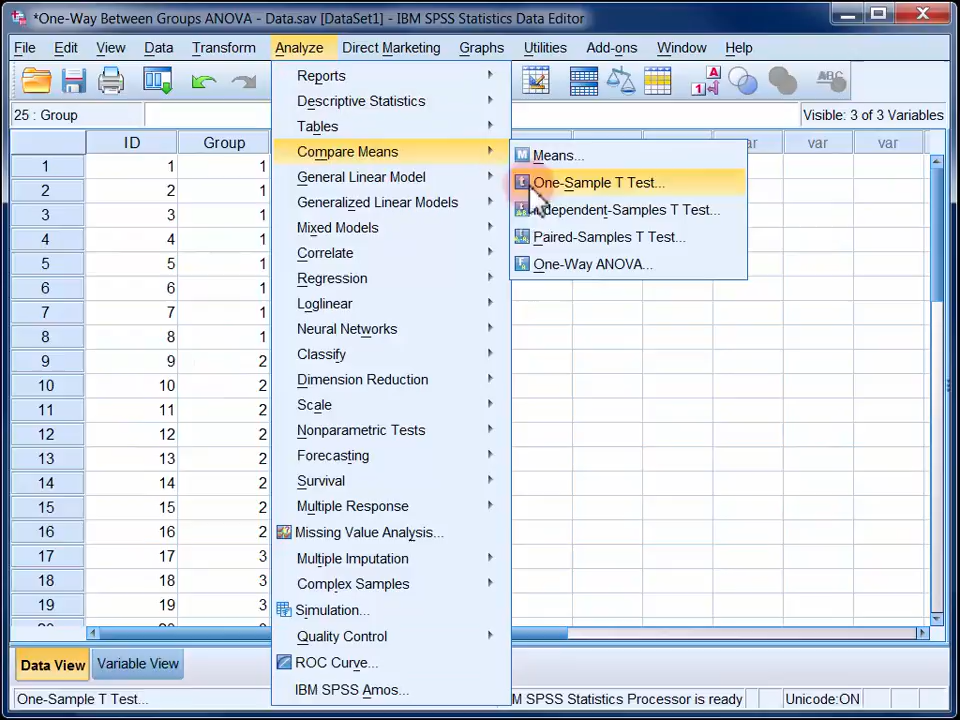 *One-Way Between Groups ANOVA - Data.sav [DataSet1] - IBM SPSS Statistics Data Editor
File Edit View Data Transform Analyze Direct Marketing Graphs Utilities Add-ons Window Help
25 : Group
Visible: 3 of 3 Variables
ID Group var var
1 1 1
2 2 1
3 3 1
4 4 1
5 5 1
6 6 1
7 7 1
8 8 1
9 9 2
10 10 2
11 11 2
12 12 2
13 13 2
14 14 2
15 15 2
16 16 2
17 17 3
18 18 3
19 19 3
Reports
Descriptive Statistics
Tables
Compare Means
General Linear Model
Generalized Linear Models
Mixed Models
Correlate
Regression
Loglinear
Neural Networks
Classify
Dimension Reduction
Scale
Nonparametric Tests
Forecasting
Survival
Multiple Response
Missing Value Analysis...
Multiple Imputation
Complex Samples
Simulation...
Quality Control
ROC Curve...
IBM SPSS Amos...
Means...
One-Sample T Test...
Independent-Samples T Test...
Paired-Samples T Test...
One-Way ANOVA...
Data View Variable View
One-Sample T Test...
M SPSS Statistics Processor is ready
Unicode:ON